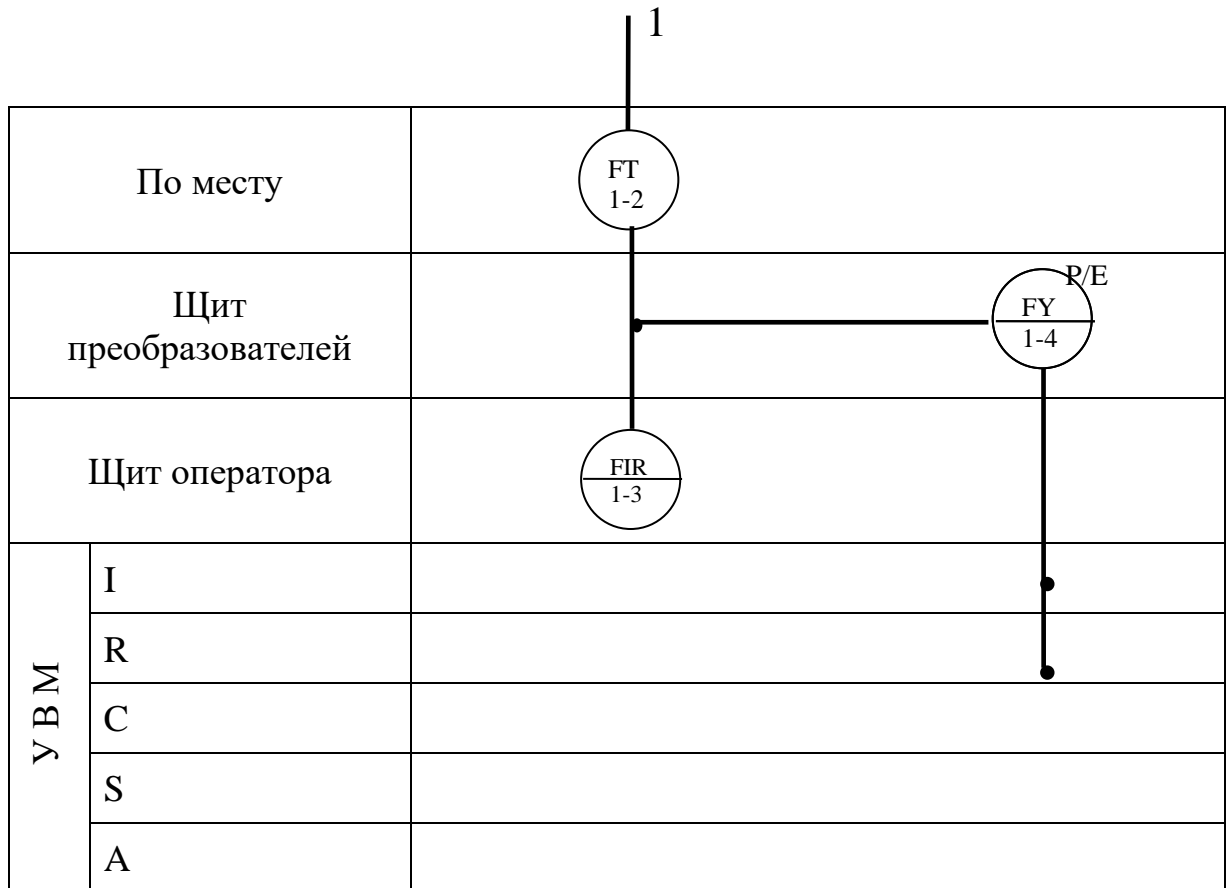 1
По месту
FT
1-2
Щит
преобразователей
P/E
FY
1-4
Щит оператора
FIR
1-3
У В М
I
R
C
S
A